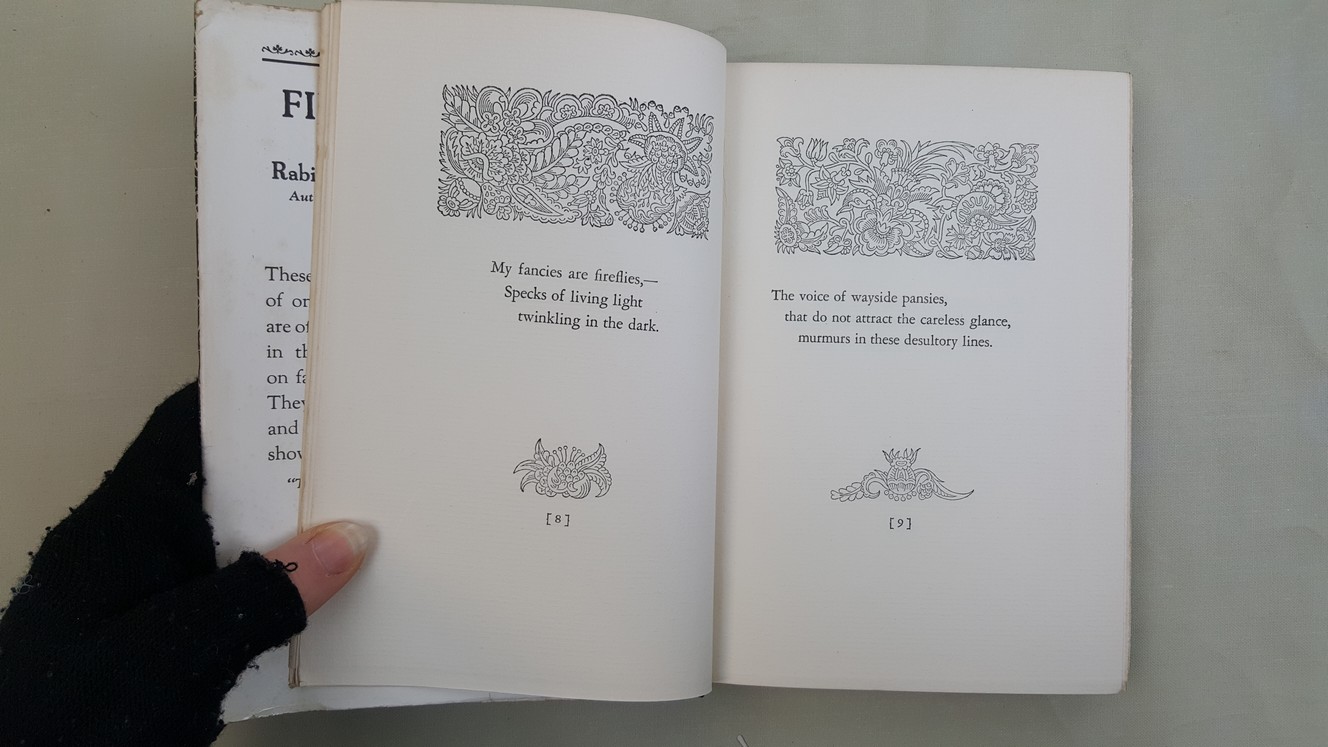 FI
Rabi
Aut
These
of or
are of
in th
on fa
They
and
show
"T
My fancies are fireflies,—
Specks of living light
twinkling in the dark.
[8]
The voice of wayside pansies,
that do not attract the careless glance,
murmurs in these desultory lines.
[9]